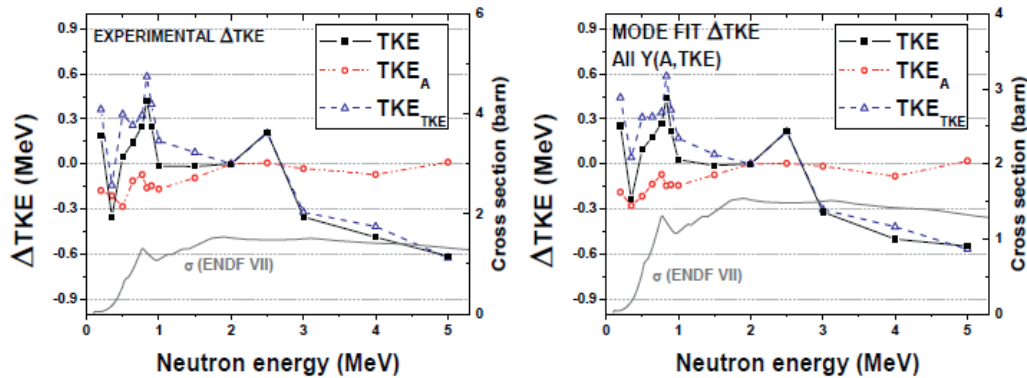 EXPERIMENTAL ΔTKE
TKE
TKE_A
TKE_TKE
σ (ENDF VII)
0.9
0.6
0.3
0.0
-0.3
-0.6
-0.9
ΔTKE (MeV)
0 1 2 3 4 5
Neutron energy (MeV)
6
4
2
0
Cross section (barn)
MODE FIT ΔTKE
All Y(A,TKE)
TKE
TKE_A
TKE_TKE
σ (ENDF VII)
0.9
0.6
0.3
0.0
-0.3
-0.6
-0.9
ΔTKE (MeV)
0 1 2 3 4 5
Neutron energy (MeV)
4
3
2
1
0
Cross section (barn)